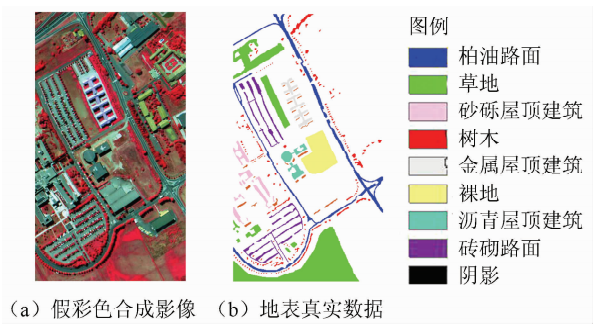 图例
柏油路面
草地
砂砾屋顶建筑
树木
金属屋顶建筑
裸地
沥青屋顶建筑
砖砌路面
阴影
（a）假彩色合成影像 （b）地表真实数据